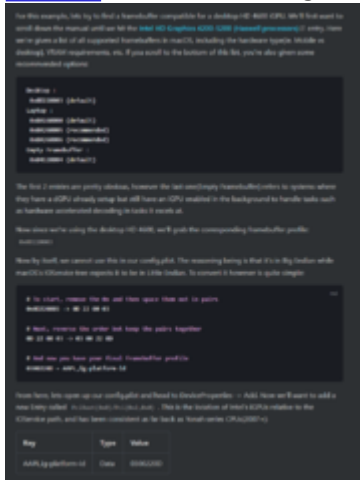 For this example, lets try to find a framebuffer compatible for a desktop HD 4600 iGPU. We'll first want to
scroll down the manual until we hit the Intel HD Graphics 4200-5200 (Haswell processors) entry. Here
we're given a list of all supported framebuffers in macOS, including the hardware type(ie. Mobile vs
desktop), VRAM requirements, etc. If you scroll to the bottom of this list, you're also given some
recommended options:
Desktop :
(default)
Laptop :
(default)
(recommended)
(recommended)
Empty Framebuffer :
(default)
The first 2 entries are pretty obvious, however the last one(Empty Framebuffer) refers to systems where
they have a dGPU already setup but still have an iGPU enabled in the background to handle tasks such
as hardware accelerated decoding in tasks it excels at.
Now since we're using the desktop HD 4600, we'll grab the corresponding framebuffer profile:
Now by itself, we cannot use this in our config.plist. The reasoning being is that it's in Big Endian while
macOS's IOService tree expects it to be in Little Endian. To convert it however is quite simple:
# To start, remove the 0x and then space them out in pairs
# Next, reverse the order but keep the pairs together
# And now you have your final framebuffer profile
= AAPL,ig-platform-id
From here, lets open up our config.plist and head to DeviceProperties -> Add. Now we'll want to add a
new Entry called . This is the location of Intel's iGPUs relative to the
IOService path, and has been consistent as far back as Yonah series CPUs(2007+).
Key Type Value
AAPL,ig-platform-id Data